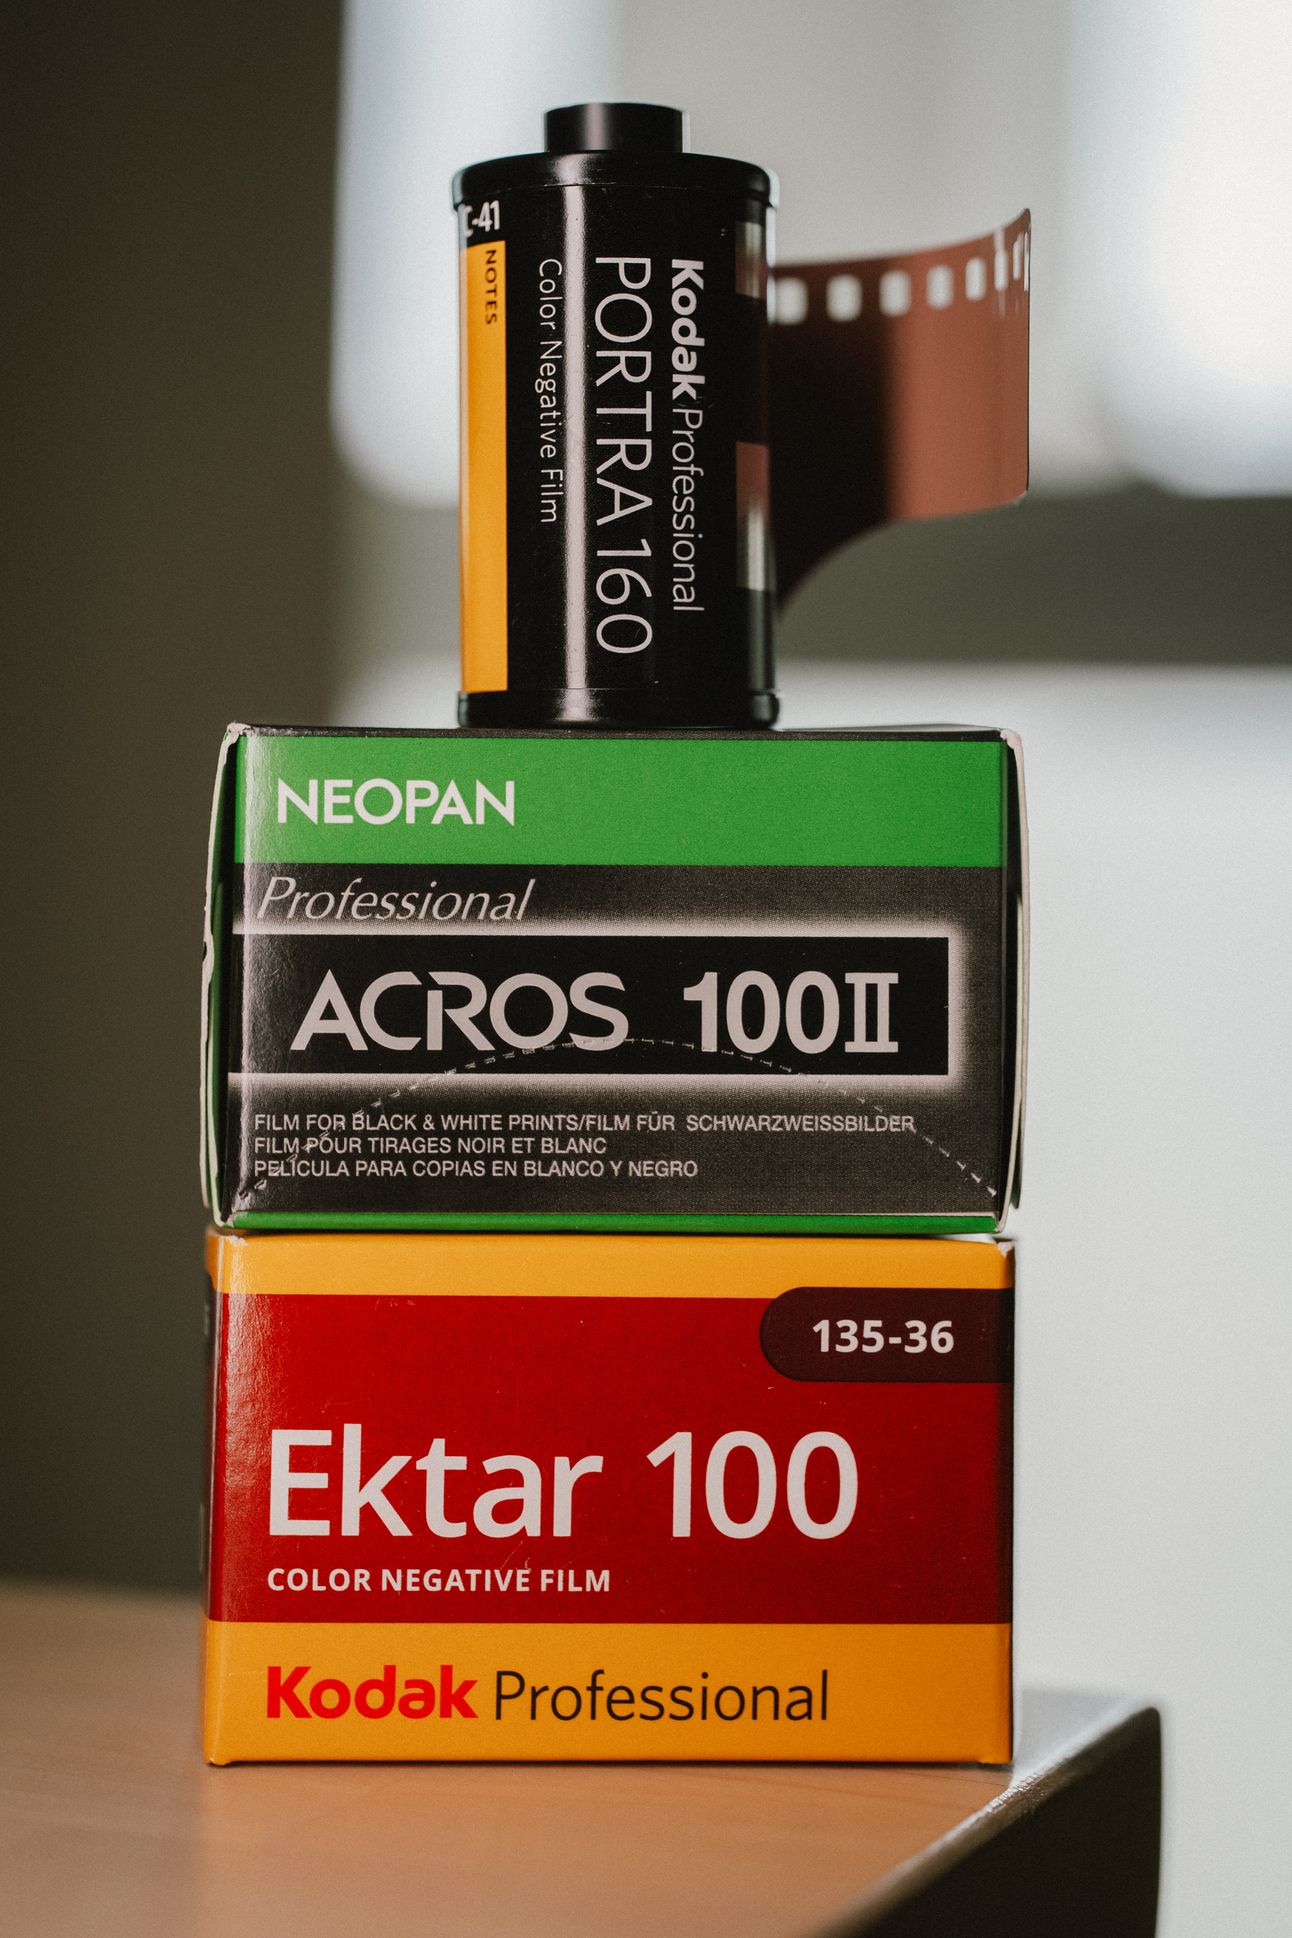 C-41
NOTES
Kodak Professional
PORTRA 160
Color Negative Film
NEOPAN
Professional
ACROS 100II
FILM FOR BLACK & WHITE PRINTS/FILM FÜR SCHWARZWEISSBILDER
FILM POUR TIRAGES NOIR ET BLANC
PELÍCULA PARA COPIAS EN BLANCO Y NEGRO
135-36
Ektar 100
COLOR NEGATIVE FILM
Kodak Professional